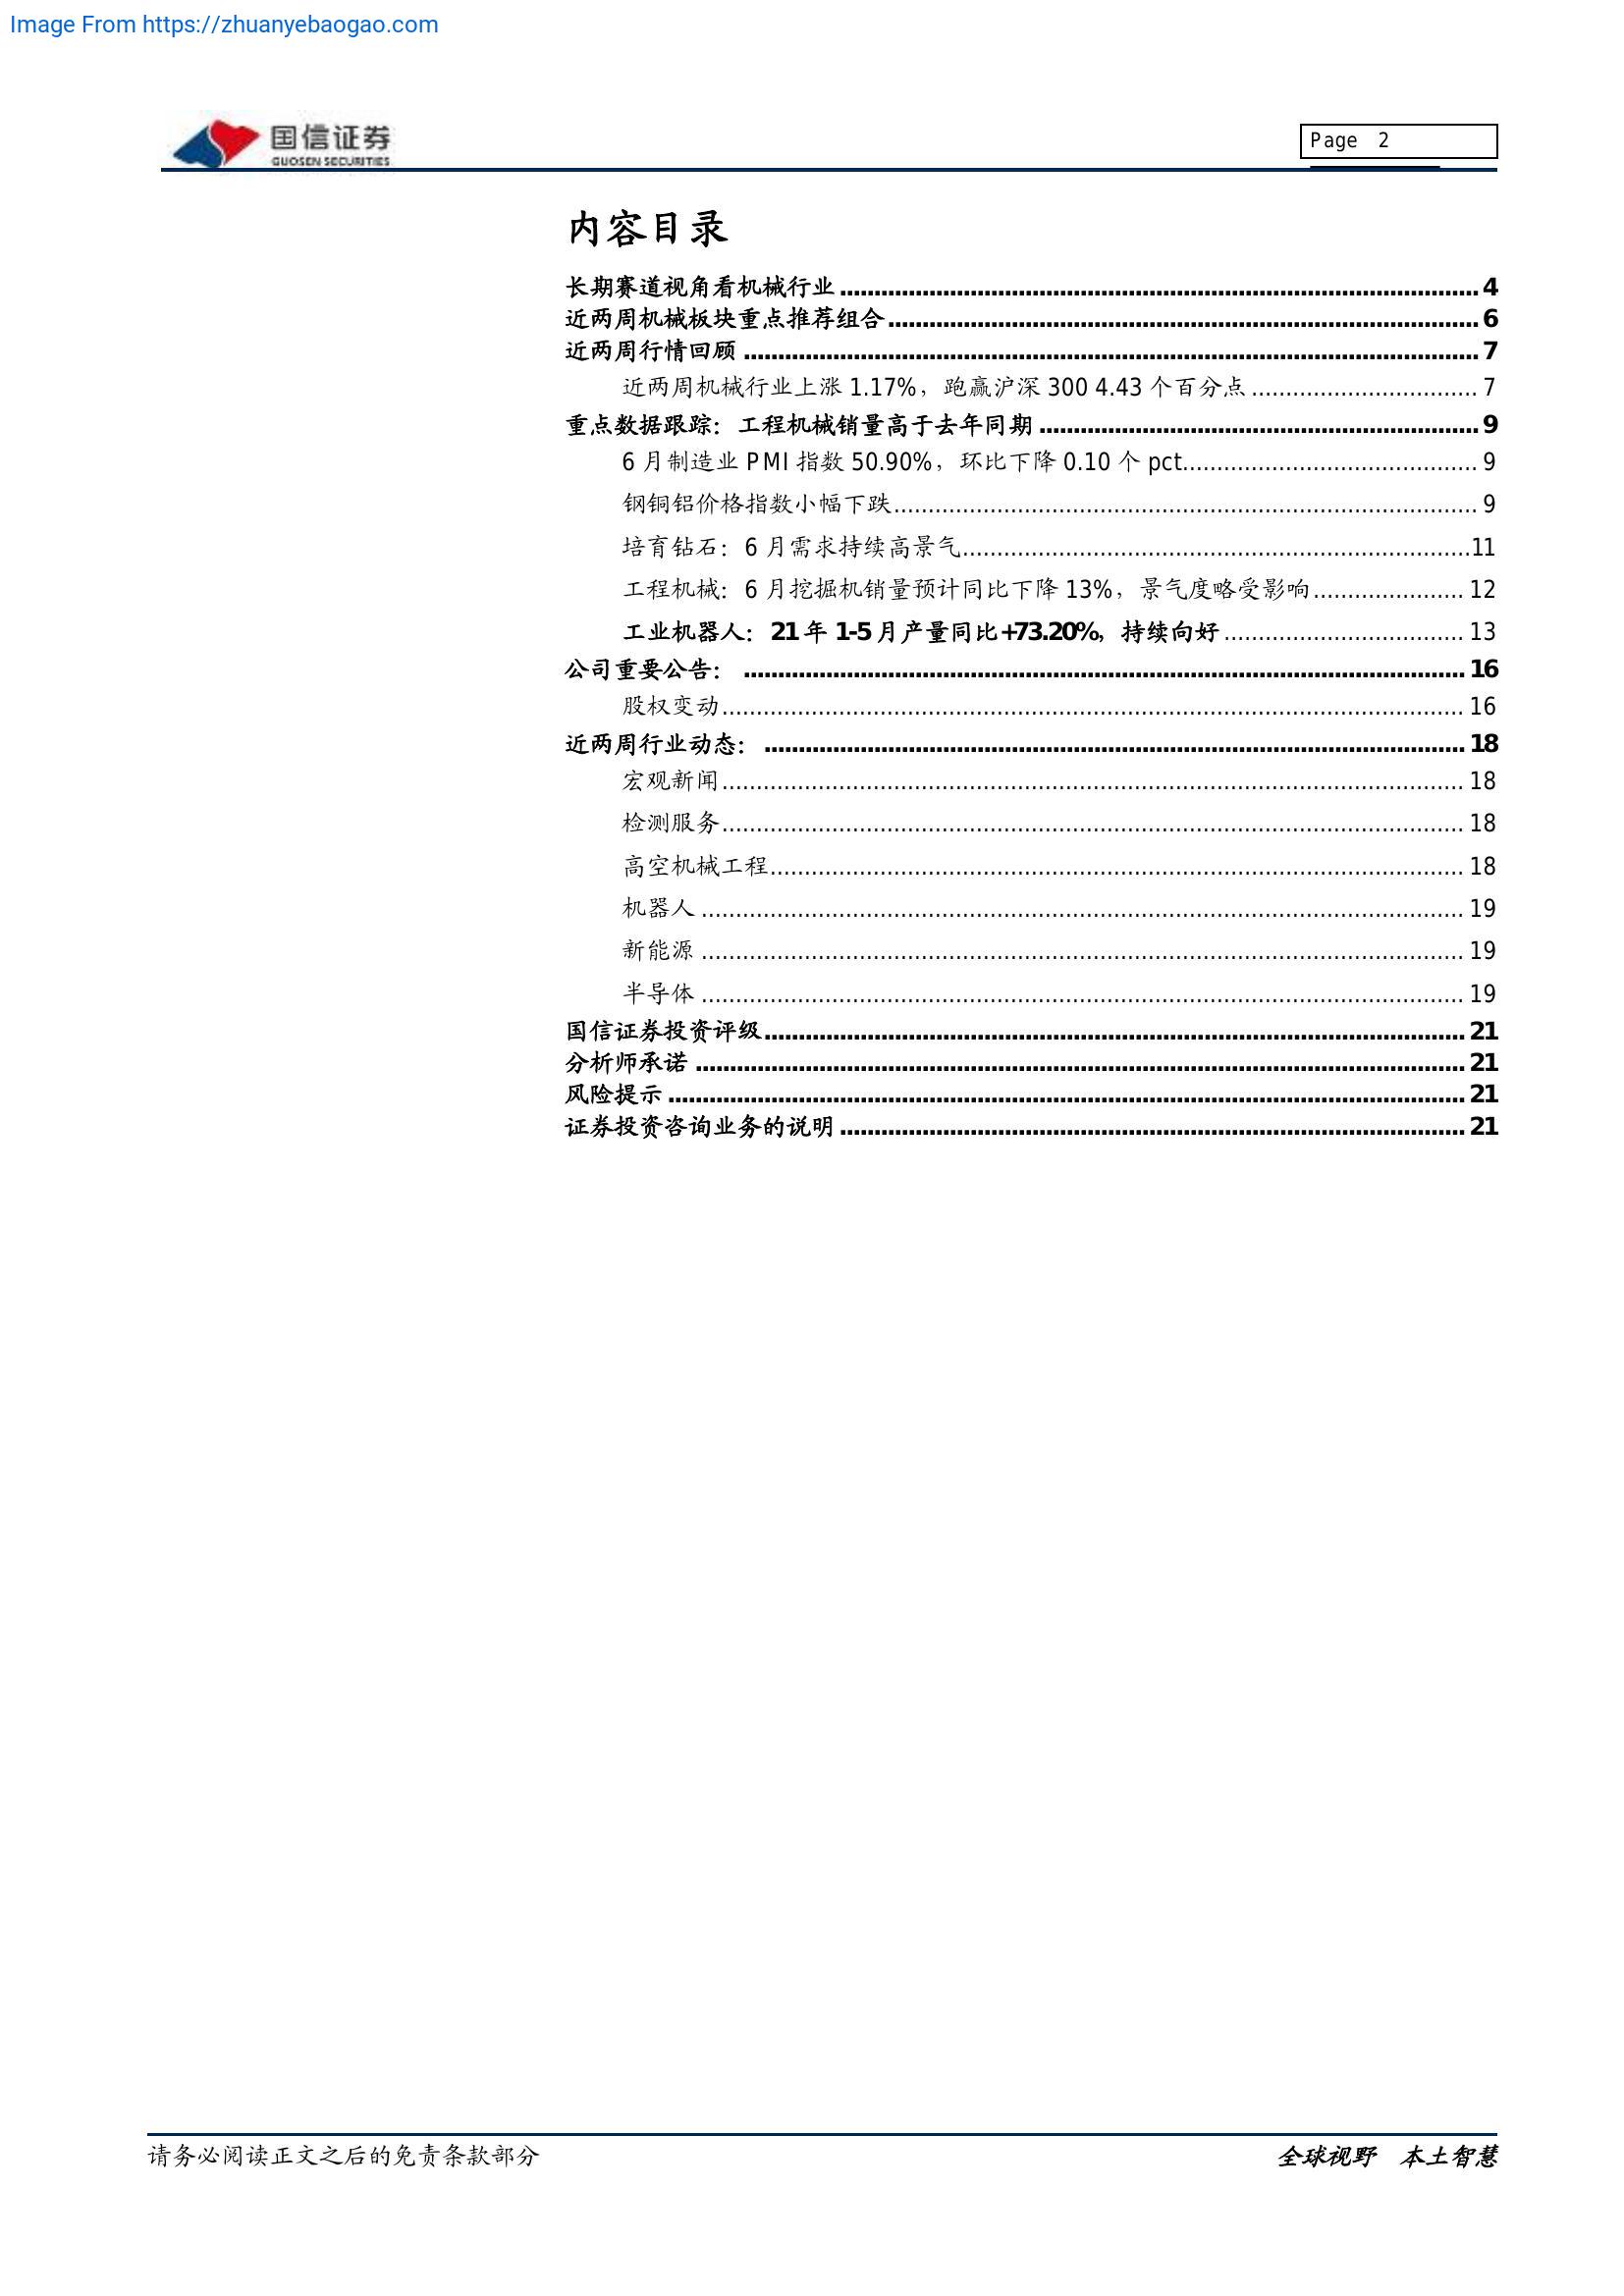 Image From https://zhuanyebaogao.com
国信证券
GUOSEN SECURITIES
Page 2
内容目录
长期赛道视角看机械行业 4
近两周机械板块重点推荐组合 6
近两周行情回顾 7
近两周机械行业上涨 1.17%，跑赢沪深 300 4.43 个百分点 7
重点数据跟踪：工程机械销量高于去年同期 9
6 月制造业 PMI 指数 50.90%，环比下降 0.10 个 pct 9
钢铜铝价格指数小幅下跌 9
培育钻石：6 月需求持续高景气 11
工程机械：6 月挖掘机销量预计同比下降 13%，景气度略受影响 12
工业机器人：21 年 1-5 月产量同比+73.20%，持续向好 13
公司重要公告： 16
股权变动 16
近两周行业动态： 18
宏观新闻 18
检测服务 18
高空机械工程 18
机器人 19
新能源 19
半导体 19
国信证券投资评级 21
分析师承诺 21
风险提示 21
证券投资咨询业务的说明 21
请务必阅读正文之后的免责条款部分
全球视野 本土智慧